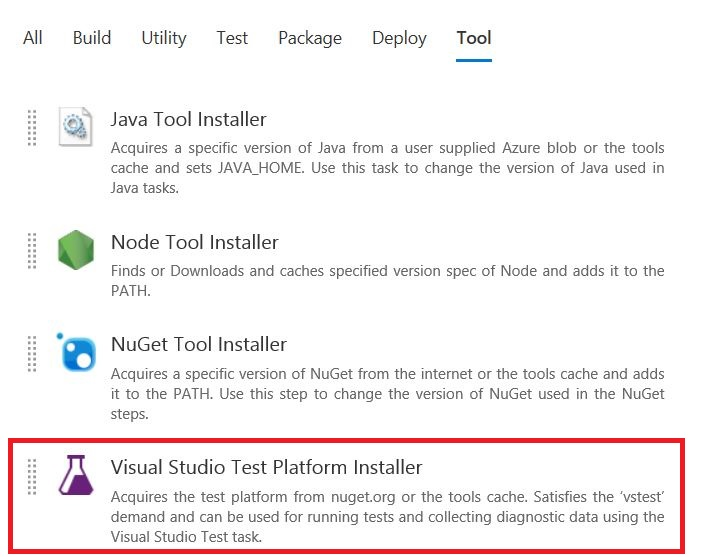 All Build Utility Test Package Deploy Tool
Java Tool Installer
Acquires a specific version of Java from a user supplied Azure blob or the tools
cache and sets JAVA_HOME. Use this task to change the version of Java used in
Java tasks.
Node Tool Installer
Finds or Downloads and caches specified version spec of Node and adds it to the
PATH.
NuGet Tool Installer
Acquires a specific version of NuGet from the internet or the tools cache and adds
it to the PATH. Use this step to change the version of NuGet used in the NuGet
steps.
Visual Studio Test Platform Installer
Acquires the test platform from nuget.org or the tools cache. Satisfies the ‘vstest’
demand and can be used for running tests and collecting diagnostic data using the
Visual Studio Test task.